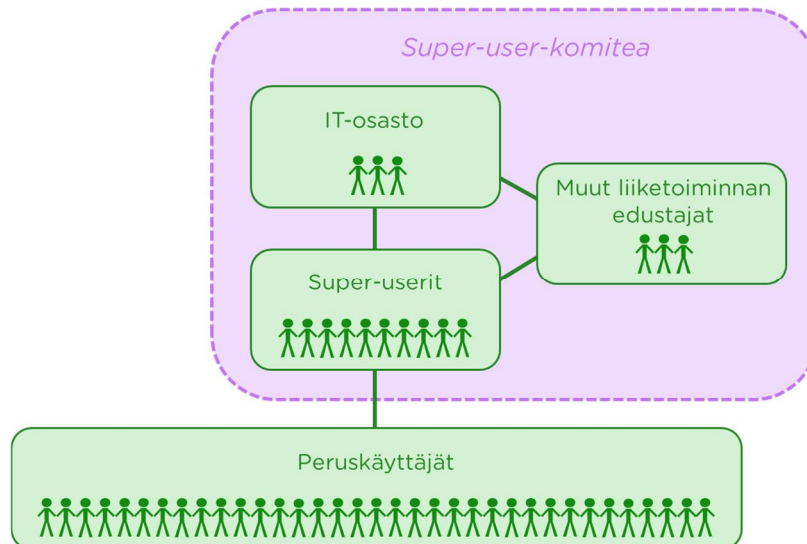 Super-user-komitea
IT-osasto
Muut liiketoiminnan
edustajat
Super-userit
Peruskäyttäjät